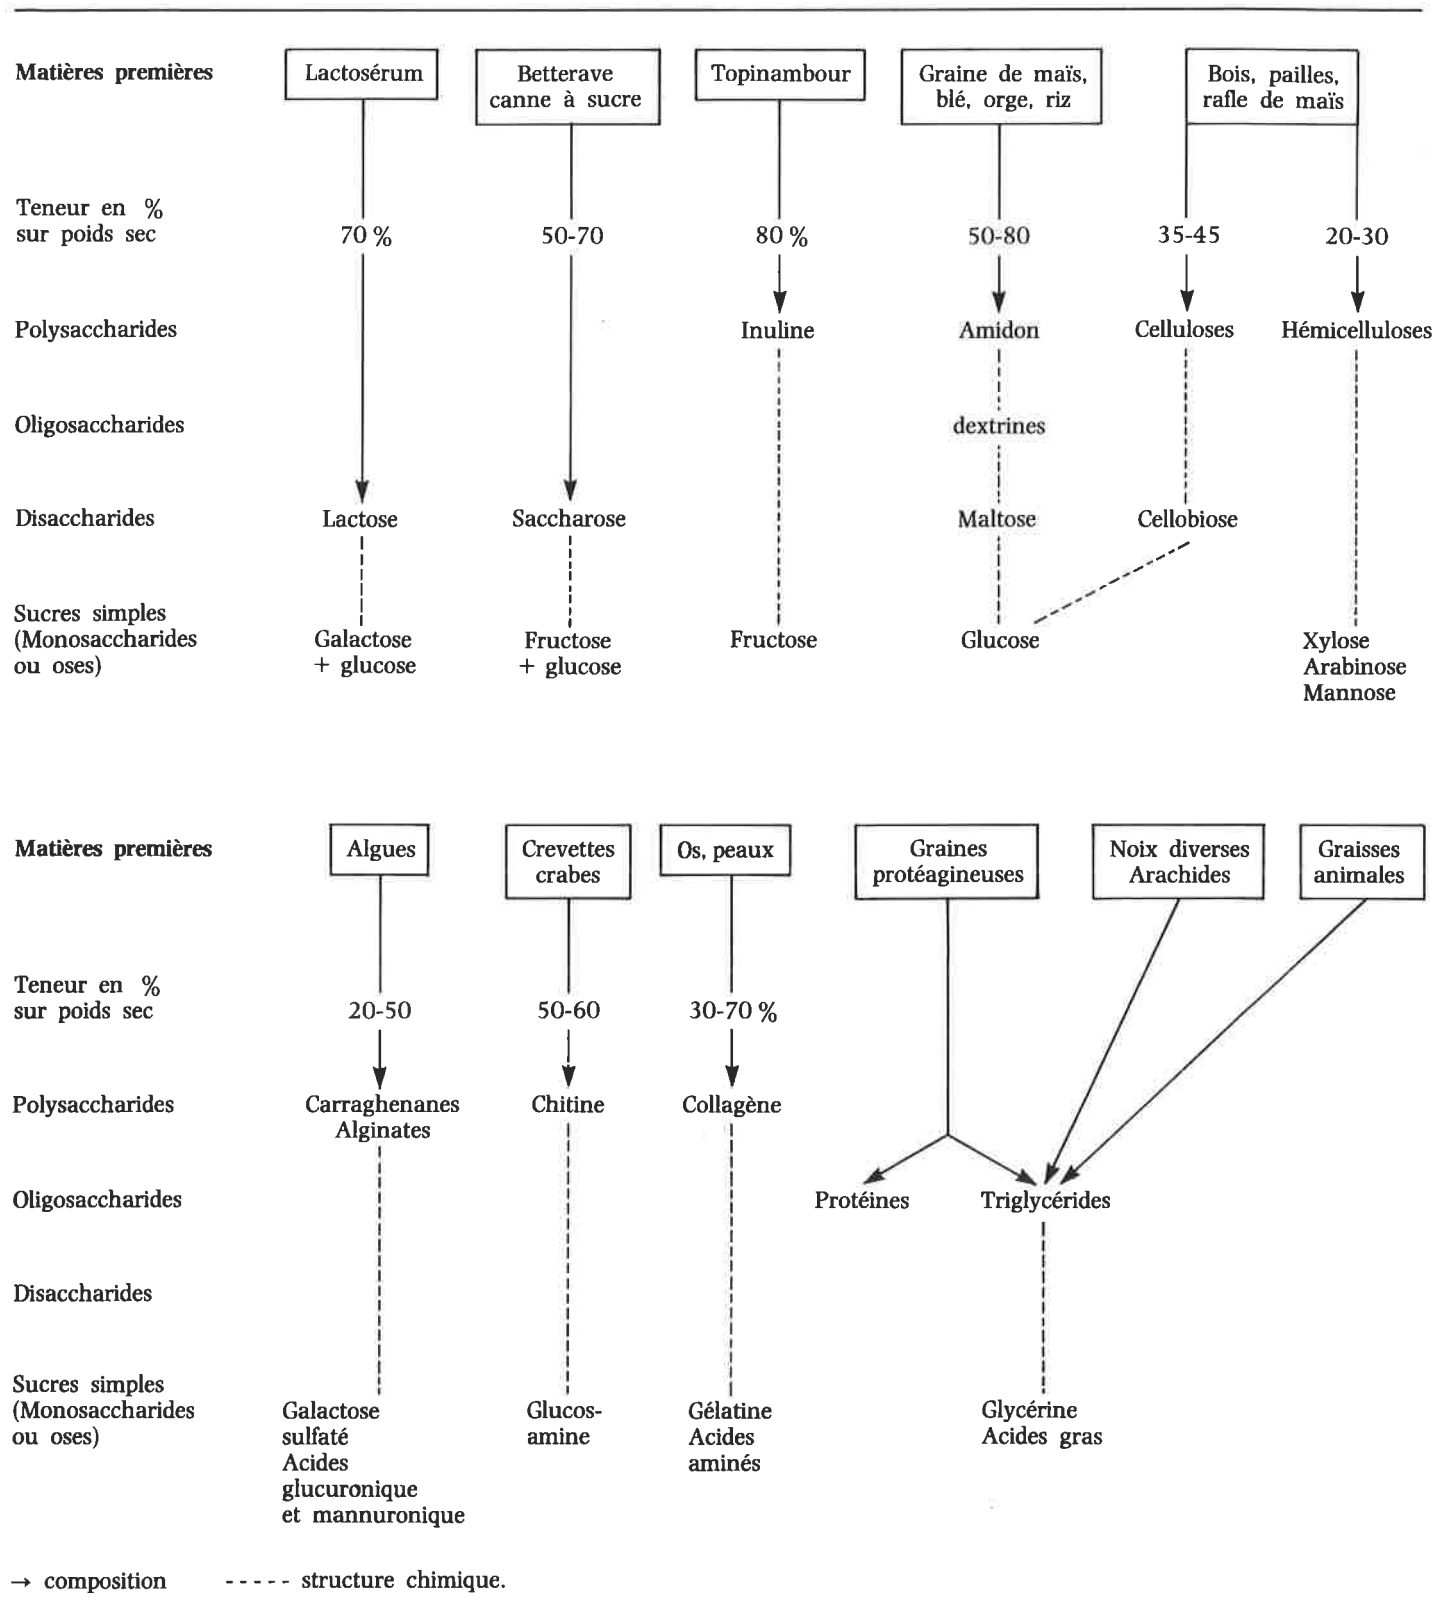 Matières premières
Lactosérum
Betterave
canne à sucre
Topinambour
Graine de maïs,
blé, orge, riz
Bois, pailles,
rafle de maïs
Teneur en %
sur poids sec
70 %
50-70
80 %
50-80
35-45
20-30
Polysaccharides
Inuline
Amidon
Celluloses
Hémicelluloses
Oligosaccharides
dextrines
Disaccharides
Lactose
Saccharose
Maltose
Cellobiose
Sucres simples
(Monosaccharides
ou oses)
Galactose
+ glucose
Fructose
+ glucose
Fructose
Glucose
Xylose
Arabinose
Mannose
Matières premières
Algues
Crevettes
crabes
Os, peaux
Graines
protéagineuses
Noix diverses
Arachides
Graisses
animales
Teneur en %
sur poids sec
20-50
50-60
30-70 %
Polysaccharides
Carraghenanes
Alginates
Chitine
Collagène
Oligosaccharides
Protéines
Triglycérides
Disaccharides
Sucres simples
(Monosaccharides
ou oses)
Galactose
sulfaté
Acides
glucuronique
et mannuronique
Glucos-
amine
Gélatine
Acides
aminés
Glycérine
Acides gras
→ composition
----- structure chimique.